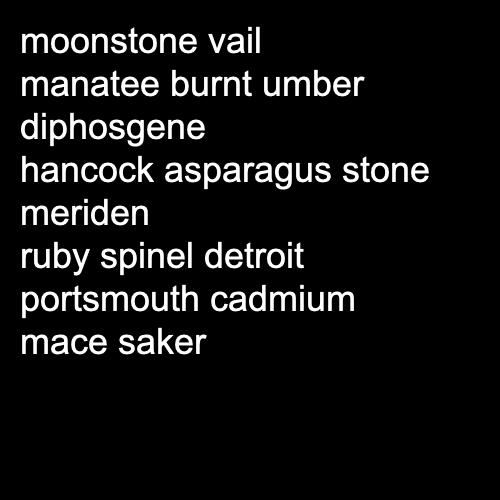 moonstone vail
manatee burnt umber
diphosgene
hancock asparagus stone
meriden
ruby spinel detroit
portsmouth cadmium
mace saker